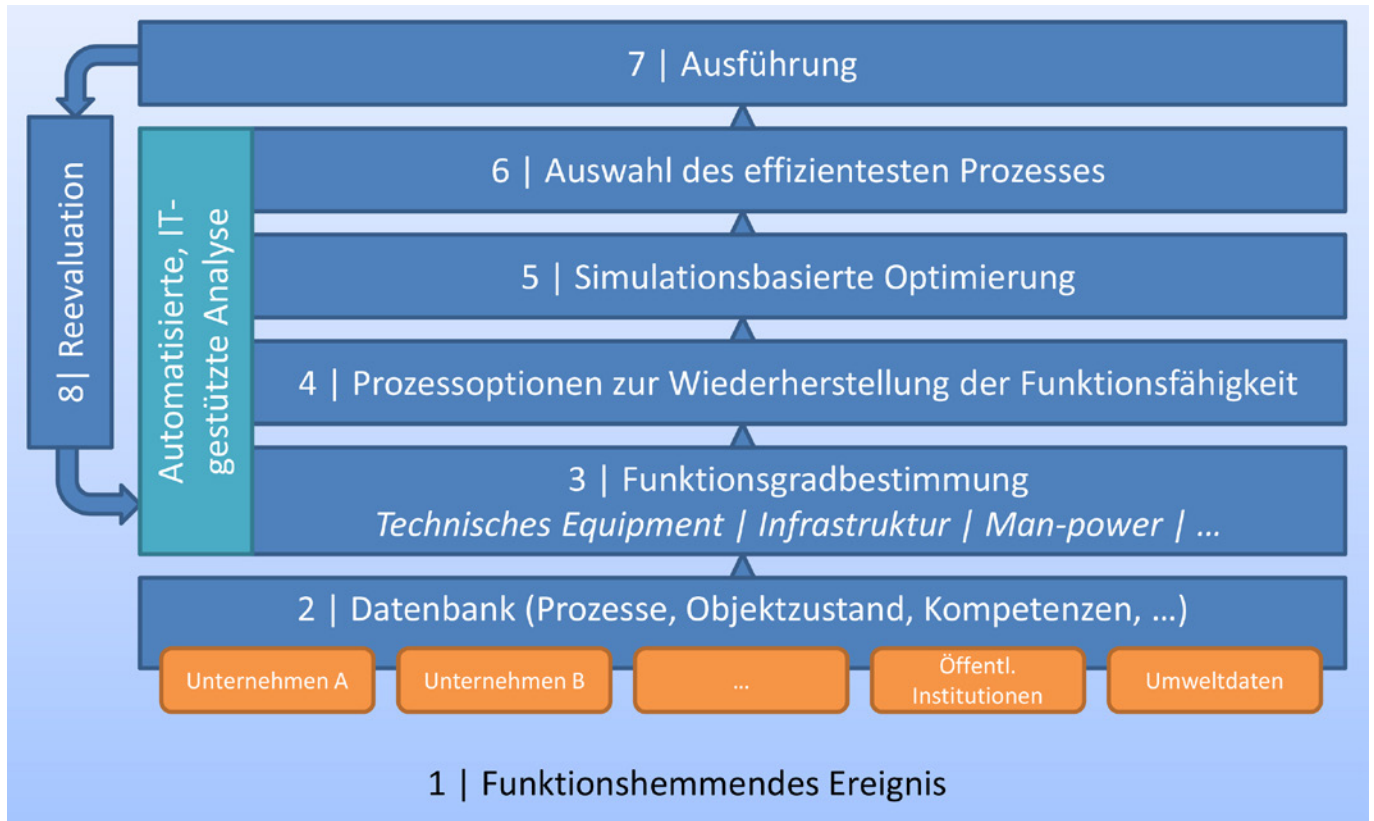 7 | Ausführung
6 | Auswahl des effizientesten Prozesses
5 | Simulationsbasierte Optimierung
4 | Prozessoptionen zur Wiederherstellung der Funktionsfähigkeit
3 | Funktionsgradbestimmung
Technisches Equipment | Infrastruktur | Man-power | …
8| Reevaluation
Automatisierte, IT-
gestützte Analyse
2 | Datenbank (Prozesse, Objektzustand, Kompetenzen, …)
Unternehmen A
Unternehmen B
…
Öffentl.
Institutionen
Umweltdaten
1 | Funktionshemmendes Ereignis